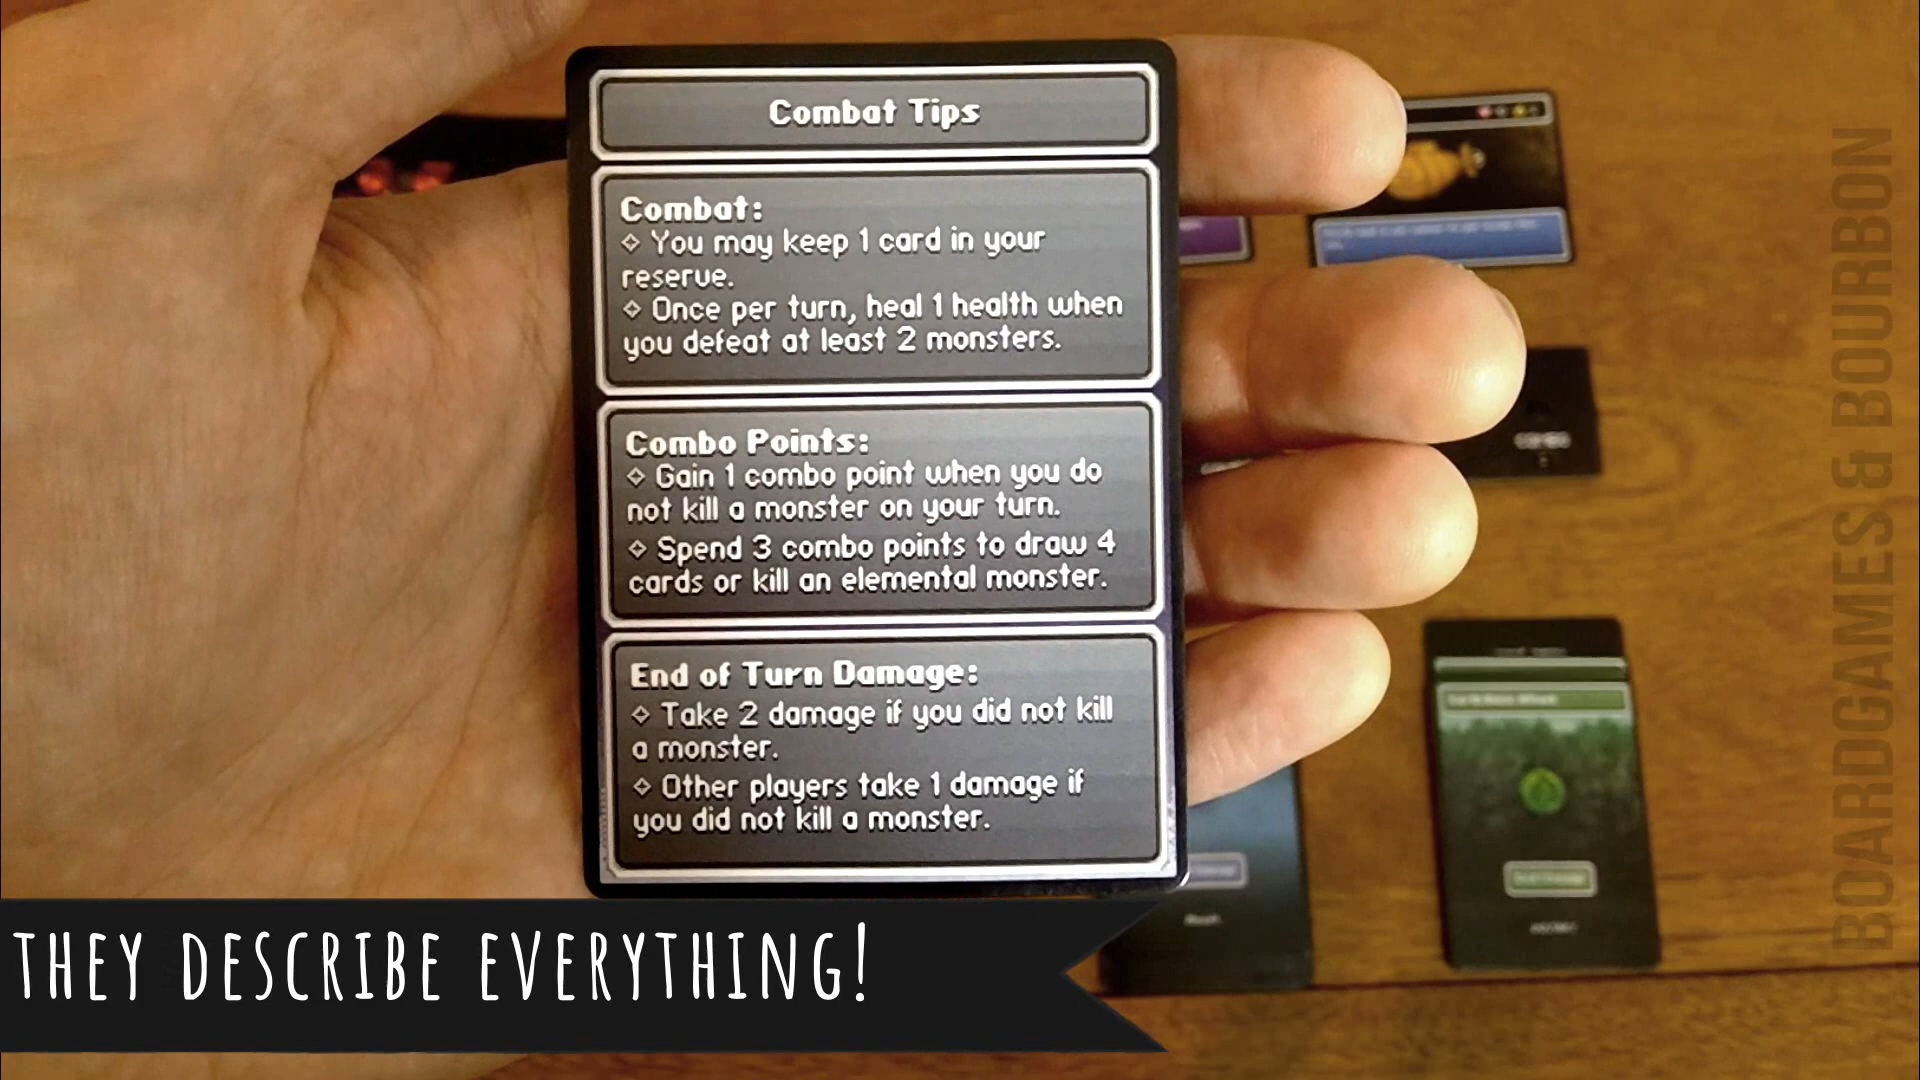 Combat Tips
Combat:
◇ You may keep 1 card in your
reserve.
◇ Once per turn, heal 1 health when
you defeat at least 2 monsters.
Combo Points:
◇ Gain 1 combo point when you do
not kill a monster on your turn.
◇ Spend 3 combo points to draw 4
cards or kill an elemental monster.
End of Turn Damage:
◇ Take 2 damage if you did not kill
a monster.
◇ Other players take 1 damage if
you did not kill a monster.
THEY DESCRIBE EVERYTHING!
BOARDGAMES & BOURBON